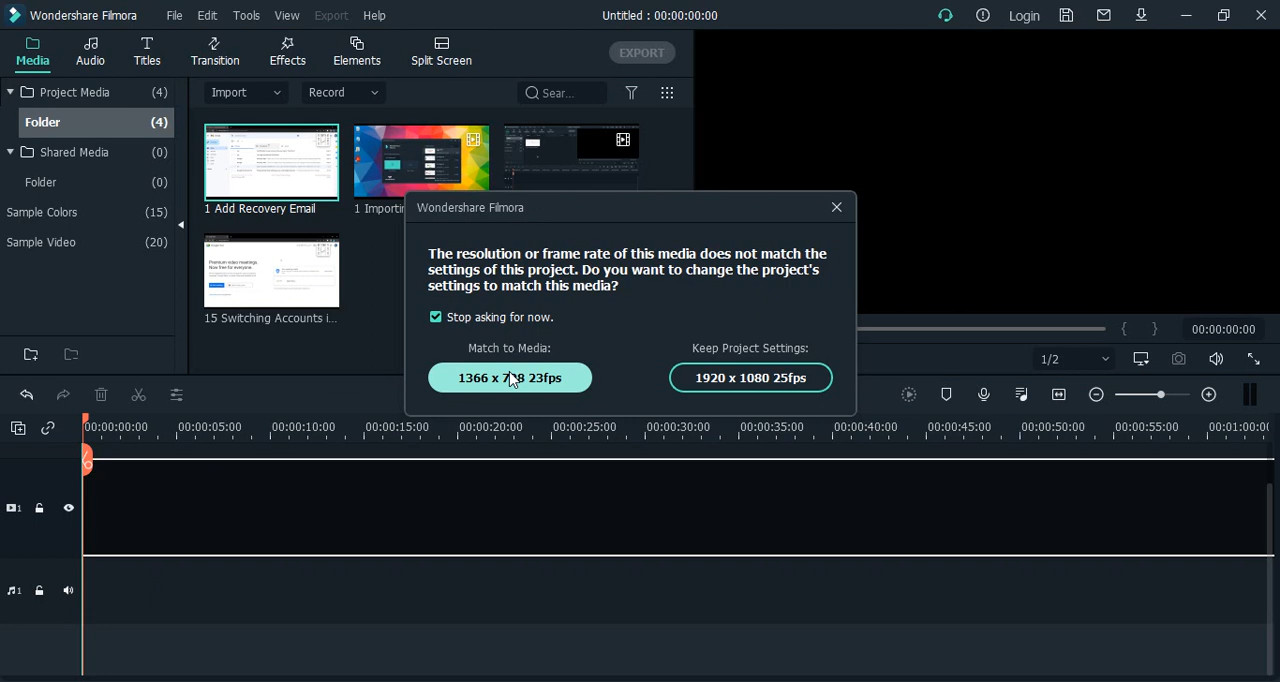 Wondershare Filmora File Edit Tools View Export Help Untitled : 00:00:00:00 Login
Media Audio Titles Transition Effects Elements Split Screen EXPORT
Project Media (4)
Folder (4)
Shared Media (0)
Folder (0)
Sample Colors (15)
Sample Video (20)
Import Record Sear...
1 Add Recovery Email
1 Importin
15 Switching Accounts i...
Wondershare Filmora
The resolution or frame rate of this media does not match the
settings of this project. Do you want to change the project's
settings to match this media?
Stop asking for now.
Match to Media: Keep Project Settings:
1366 x 23fps 1920 x 1080 25fps
{ } 00:00:00:00
1/2
00:00:00:00 00:00:05:00 00:00:10:00 00:00:15:00 00:00:20:00 00:00:25:00 00:00:30:00 00:00:35:00 00:00:40:00 00:00:45:00 00:00:50:00 00:00:55:00 00:01:00:0
1
1